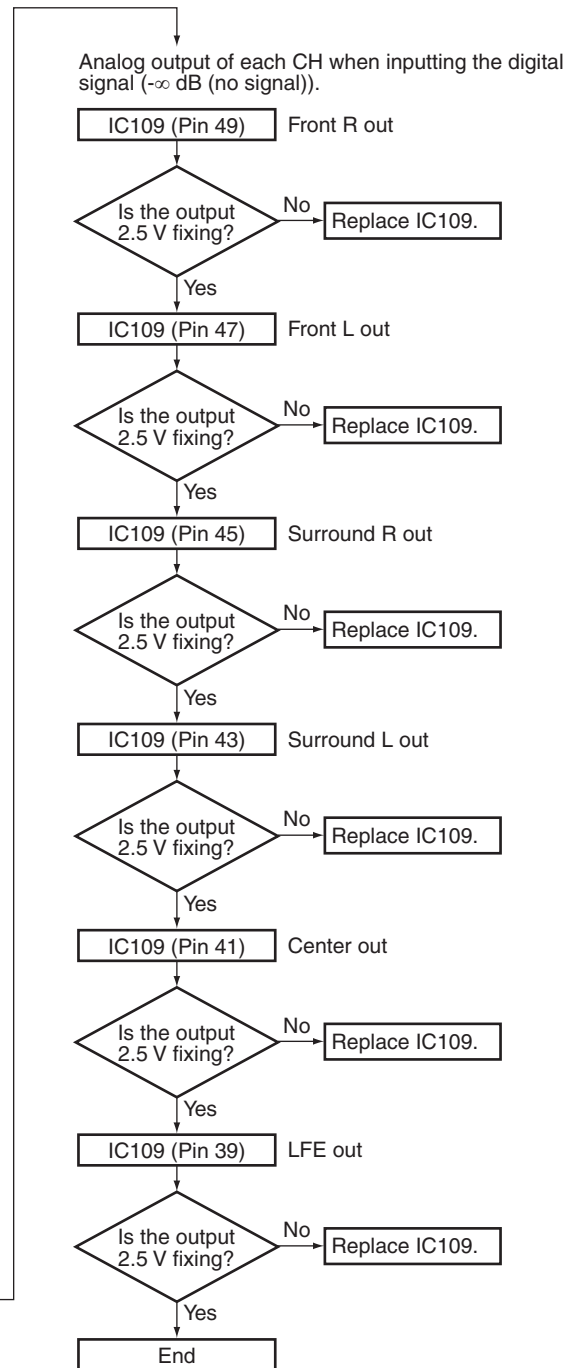 Analog output of each CH when inputting the digital
signal (-∞ dB (no signal)).
IC109 (Pin 49) Front R out
Is the output
2.5 V fixing?
No
Replace IC109.
Yes
IC109 (Pin 47) Front L out
Is the output
2.5 V fixing?
No
Replace IC109.
Yes
IC109 (Pin 45) Surround R out
Is the output
2.5 V fixing?
No
Replace IC109.
Yes
IC109 (Pin 43) Surround L out
Is the output
2.5 V fixing?
No
Replace IC109.
Yes
IC109 (Pin 41) Center out
Is the output
2.5 V fixing?
No
Replace IC109.
Yes
IC109 (Pin 39) LFE out
Is the output
2.5 V fixing?
No
Replace IC109.
Yes
End